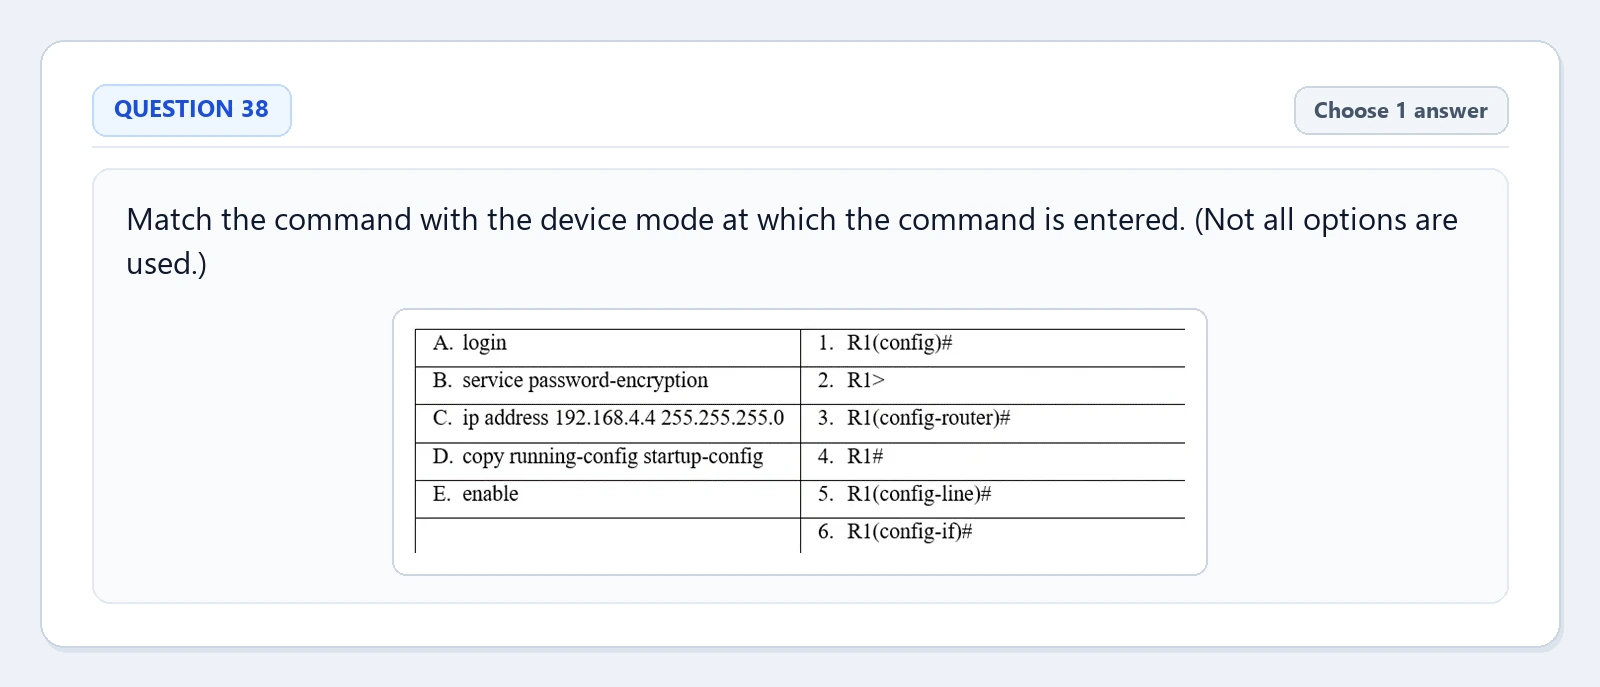 QUESTION 38
Choose 1 answer
Match the command with the device mode at which the command is entered. (Not all options are
used.)
A. login 1. R1(config)#
B. service password-encryption 2. R1>
C. ip address 192.168.4.4 255.255.255.0 3. R1(config-router)#
D. copy running-config startup-config 4. R1#
E. enable 5. R1(config-line)#
6. R1(config-if)#